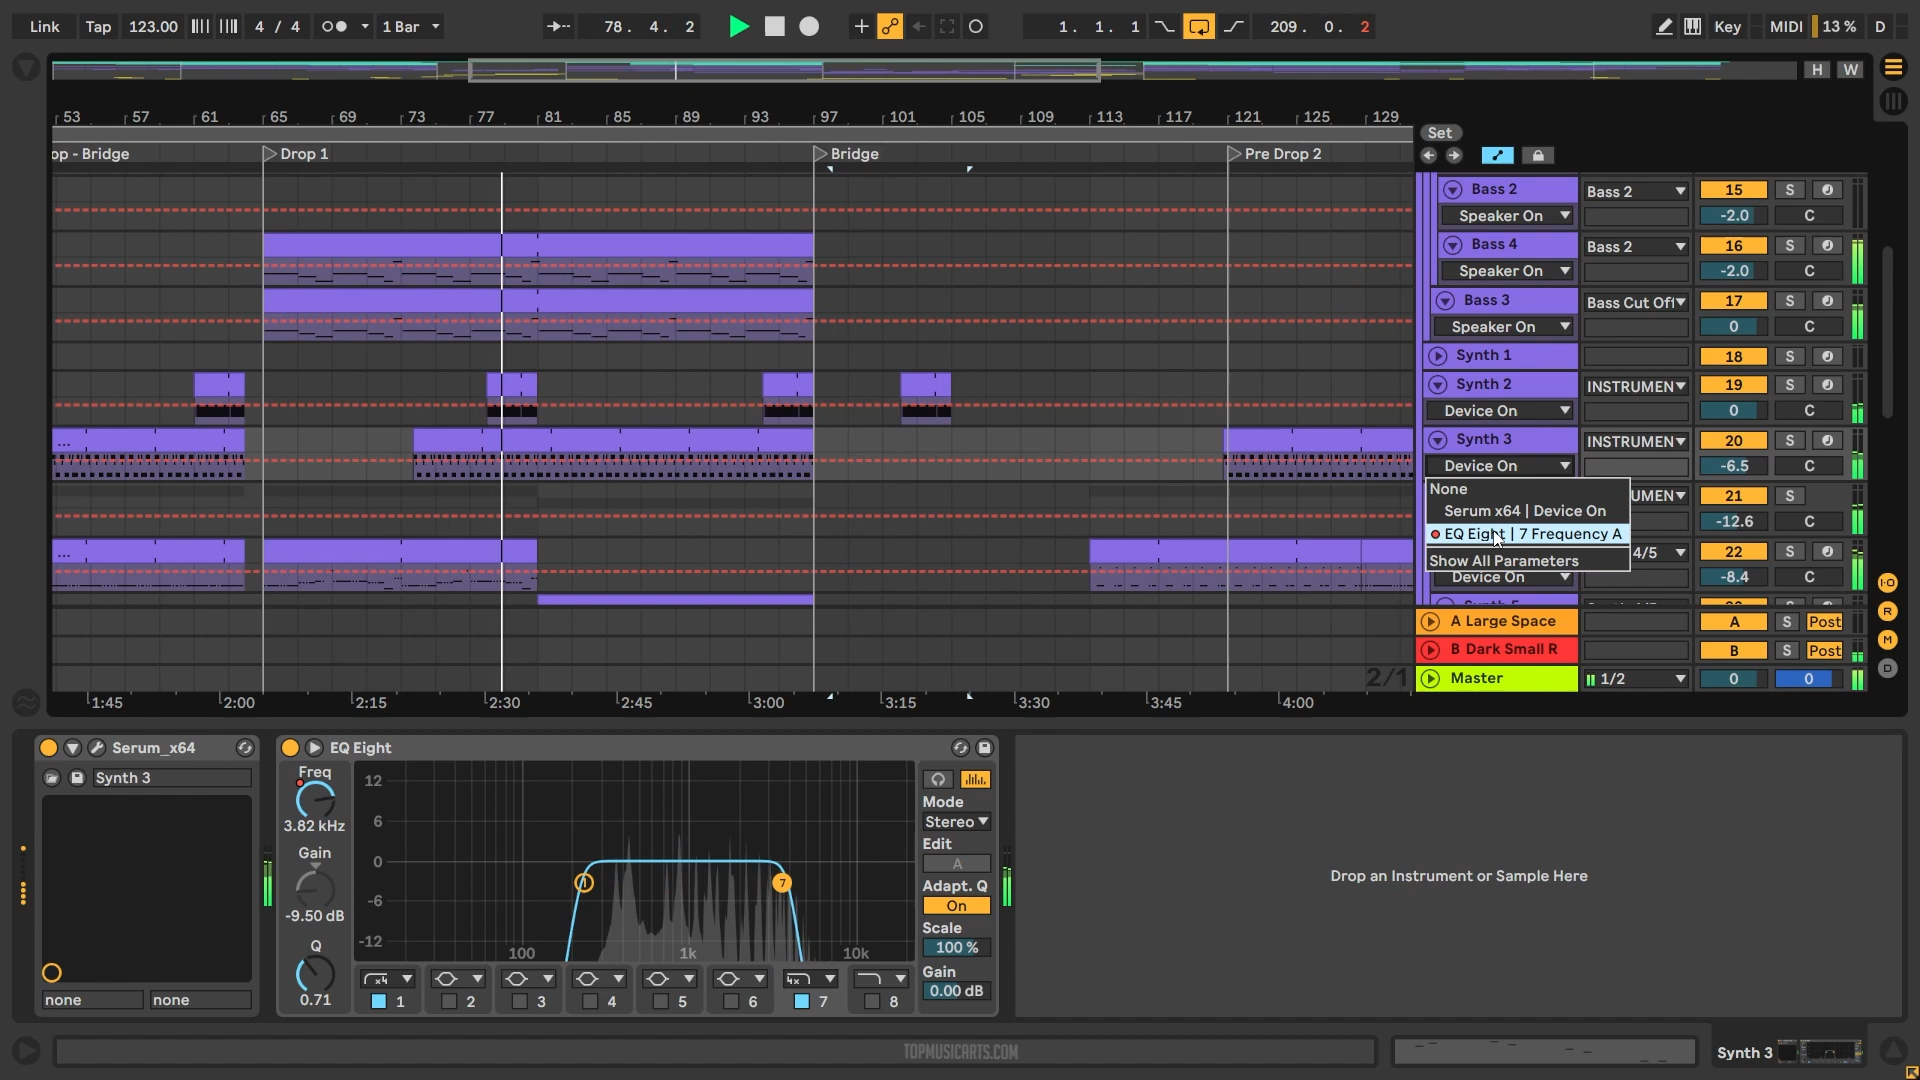 Link Tap 123.00 4 / 4 1 Bar 78. 4. 2 1. 1. 1 209. 0. 2 Key MIDI 13 % D
H W
53 57 61 65 69 73 77 81 85 89 93 97 101 105 109 113 117 121 125 129
Set
op - Bridge Drop 1 Bridge Pre Drop 2
Bass 2 Bass 2 15 S
Speaker On -2.0 C
Bass 4 Bass 2 16 S
Speaker On -2.0 C
Bass 3 Bass Cut Off 17 S
Speaker On 0 C
Synth 1 18 S
Synth 2 INSTRUMEN 19 S
Device On 0 C
... Synth 3 INSTRUMEN 20 S
Device On -6.5 C
None
UMEN 21 S
Serum x64 | Device On
-12.6 C
EQ Eight | 7 Frequency A
... 4/5 22 S
Show All Parameters
Device On -8.4 C
A Large Space A S Post
B Dark Small R B S Post
2/1 Master 1/2 0 0
I·O
R
M
D
1:45 2:00 2:15 2:30 2:45 3:00 3:15 3:30 3:45 4:00
Serum_x64
Synth 3
none none
EQ Eight
Freq
3.82 kHz
Gain
-9.50 dB
Q
0.71
12
6
0
-6
-12
100 1k 10k
1 7
x4 4x
1 2 3 4 5 6 7 8
Mode
Stereo
Edit
A
Adapt. Q
On
Scale
100 %
Gain
0.00 dB
Drop an Instrument or Sample Here
TOPMUSICARTS.COM
Synth 3